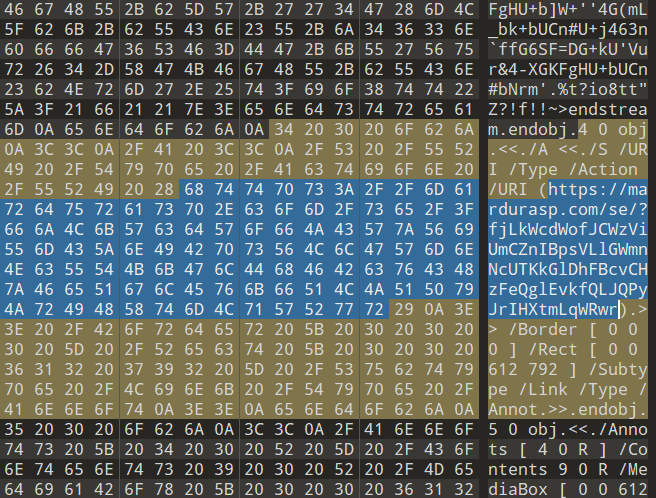 46 67 48 55 2B 62 5D 57 2B 27 27 34 47 28 6D 4C FgHU+b]W+''4G(mL
5F 62 6B 2B 62 55 43 6E 23 55 2B 6A 34 36 33 6E _bk+bUCn#U+j463n
60 66 66 47 36 53 46 3D 44 47 2B 6B 55 27 56 75 `ffG6SF=DG+kU'Vu
72 26 34 2D 58 47 4B 46 67 48 55 2B 62 55 43 6E r&4-XGKFgHU+bUCn
23 62 4E 72 6D 27 2E 25 74 3F 69 6F 38 74 74 22 #bNrm'.%t?io8tt"
5A 3F 21 66 21 21 7E 3E 65 6E 64 73 74 72 65 61 Z?!f!!~>endstrea
6D 0A 65 6E 64 6F 62 6A 0A 34 20 30 20 6F 62 6A m.endobj.4 0 obj
0A 3C 3C 0A 2F 41 20 3C 3C 0A 2F 53 20 2F 55 52 .<<./A <<./S /UR
49 20 2F 54 79 70 65 20 2F 41 63 74 69 6F 6E 20 I /Type /Action
2F 55 52 49 20 28 68 74 74 70 73 3A 2F 2F 6D 61 /URI (https://ma
72 64 75 72 61 73 70 2E 63 6F 6D 2F 73 65 2F 3F rdurasp.com/se/?
66 6A 4C 6B 57 63 64 57 6F 66 4A 43 57 7A 56 69 fjLkWcdWofJCWzVi
55 6D 43 5A 6E 49 42 70 73 56 4C 6C 47 57 6D 6E UmCZnIBpsVLlGWmn
4E 63 55 54 4B 6B 47 6C 44 68 46 42 63 76 43 48 NcUTKkGlDhFBcvCH
7A 46 65 51 67 6C 45 76 6B 66 51 4C 4A 51 50 79 zFeQglEvkfQLJQPy
4A 72 49 48 58 74 6D 4C 71 57 52 77 72 29 0A 3E JrIHXtmLqWRwr).>
3E 20 2F 42 6F 72 64 65 72 20 5B 20 30 20 30 20 > /Border [ 0 0
30 20 5D 20 2F 52 65 63 74 20 5B 20 30 20 30 20 0 ] /Rect [ 0 0
36 31 32 20 37 39 32 20 5D 20 2F 53 75 62 74 79 612 792 ] /Subty
70 65 20 2F 4C 69 6E 6B 20 2F 54 79 70 65 20 2F pe /Link /Type /
41 6E 6E 6F 74 0A 3E 3E 0A 65 6E 64 6F 62 6A 0A Annot.>>.endobj.
35 20 30 20 6F 62 6A 0A 3C 3C 0A 2F 41 6E 6E 6F 5 0 obj.<<./Anno
74 73 20 5B 20 34 20 30 20 52 20 5D 20 2F 43 6F ts [ 4 0 R ] /Co
6E 74 65 6E 74 73 20 39 20 30 20 52 20 2F 4D 65 ntents 9 0 R /Me
64 69 61 42 6F 78 20 5B 20 30 20 30 20 36 31 32 diaBox [ 0 0 612